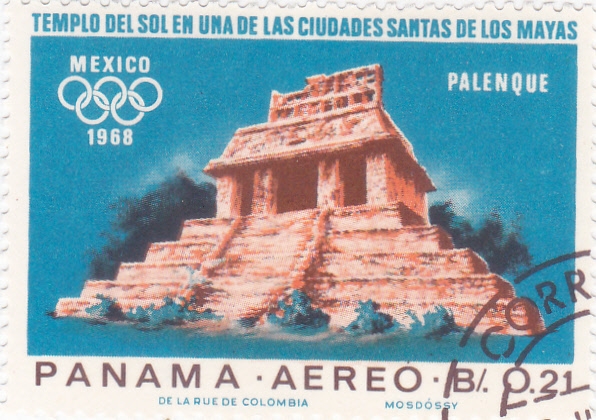 TEMPLO DEL SOL EN UNA DE LAS CIUDADES SANTAS DE LOS MAYAS
MEXICO
1968
PALENQUE
PANAMA · AEREO · B/. 0.21
DE LA RUE DE COLOMBIA MOSDÓSSY
CORR